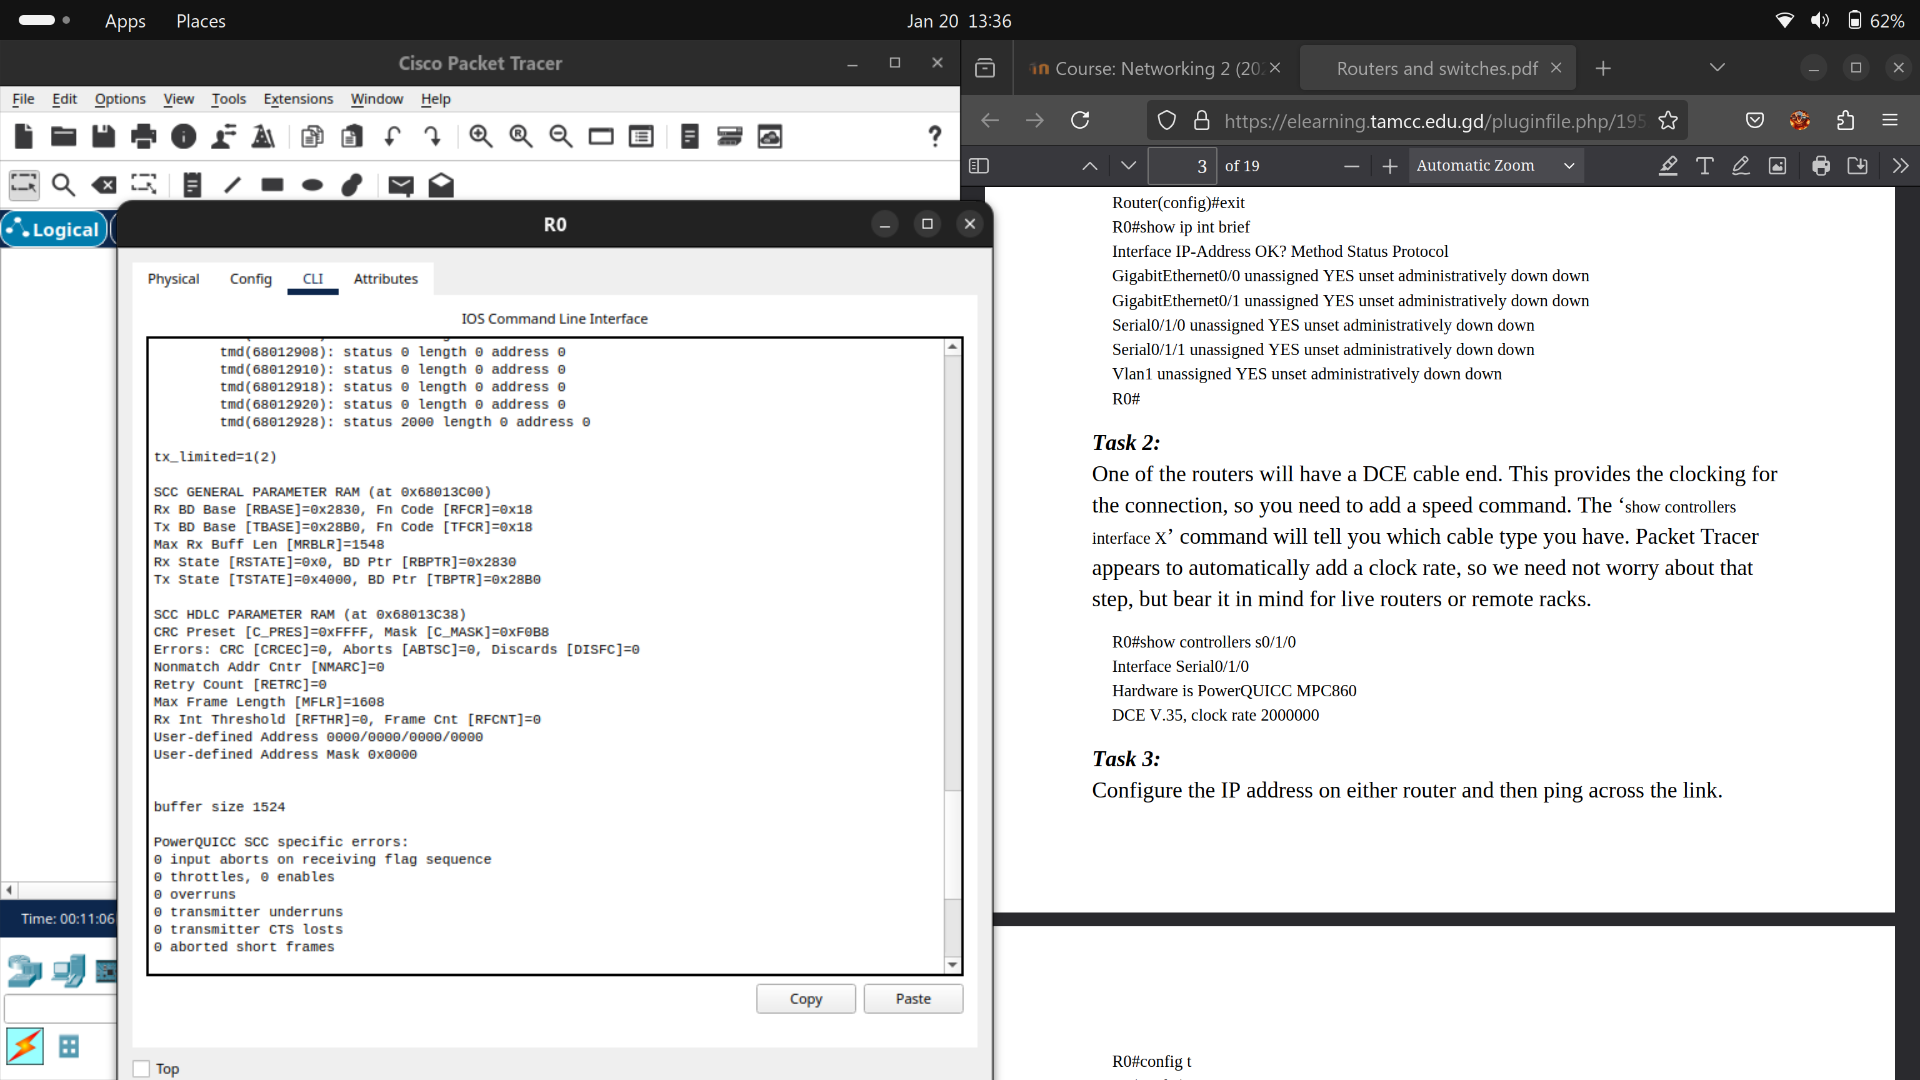 Apps Places Jan 20 13:36 62%
Cisco Packet Tracer
File Edit Options View Tools Extensions Window Help
Logical
R0
Physical Config CLI Attributes
IOS Command Line Interface
tmd(68012908): status 0 length 0 address 0
tmd(68012910): status 0 length 0 address 0
tmd(68012918): status 0 length 0 address 0
tmd(68012920): status 0 length 0 address 0
tmd(68012928): status 2000 length 0 address 0
tx_limited=1(2)
SCC GENERAL PARAMETER RAM (at 0x68013C00)
Rx BD Base [RBASE]=0x2830, Fn Code [RFCR]=0x18
Tx BD Base [TBASE]=0x28B0, Fn Code [TFCR]=0x18
Max Rx Buff Len [MRBLR]=1548
Rx State [RSTATE]=0x0, BD Ptr [RBPTR]=0x2830
Tx State [TSTATE]=0x4000, BD Ptr [TBPTR]=0x28B0
SCC HDLC PARAMETER RAM (at 0x68013C38)
CRC Preset [C_PRES]=0xFFFF, Mask [C_MASK]=0xF0B8
Errors: CRC [CRCEC]=0, Aborts [ABTSC]=0, Discards [DISFC]=0
Nonmatch Addr Cntr [NMARC]=0
Retry Count [RETRC]=0
Max Frame Length [MFLR]=1608
Rx Int Threshold [RFTHR]=0, Frame Cnt [RFCNT]=0
User-defined Address 0000/0000/0000/0000
User-defined Address Mask 0x0000
buffer size 1524
PowerQUICC SCC specific errors:
0 input aborts on receiving flag sequence
0 throttles, 0 enables
0 overruns
0 transmitter underruns
0 transmitter CTS losts
0 aborted short frames
Copy Paste
Top
Time: 00:11:06
Course: Networking 2 (20 Routers and switches.pdf
https://elearning.tamcc.edu.gd/pluginfile.php/195
3 of 19 Automatic Zoom
Router(config)#exit
R0#show ip int brief
Interface IP-Address OK? Method Status Protocol
GigabitEthernet0/0 unassigned YES unset administratively down down
GigabitEthernet0/1 unassigned YES unset administratively down down
Serial0/1/0 unassigned YES unset administratively down down
Serial0/1/1 unassigned YES unset administratively down down
Vlan1 unassigned YES unset administratively down down
R0#
Task 2:
One of the routers will have a DCE cable end. This provides the clocking for
the connection, so you need to add a speed command. The ‘show controllers
interface X’ command will tell you which cable type you have. Packet Tracer
appears to automatically add a clock rate, so we need not worry about that
step, but bear it in mind for live routers or remote racks.
R0#show controllers s0/1/0
Interface Serial0/1/0
Hardware is PowerQUICC MPC860
DCE V.35, clock rate 2000000
Task 3:
Configure the IP address on either router and then ping across the link.
R0#config t